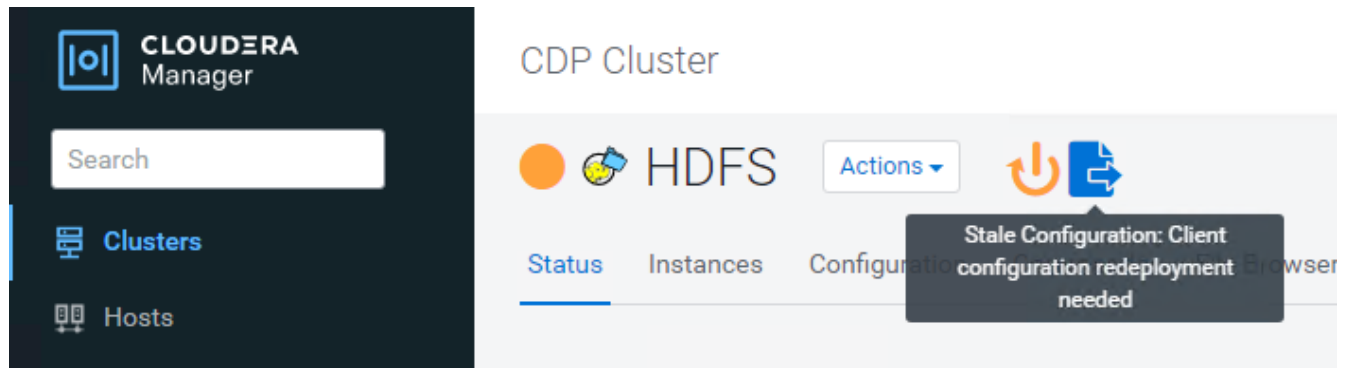 CLOUDERA
Manager
CDP Cluster
Search
HDFS
Actions
Stale Configuration: Client
configuration redeployment
needed
Clusters
Status
Instances
Hosts